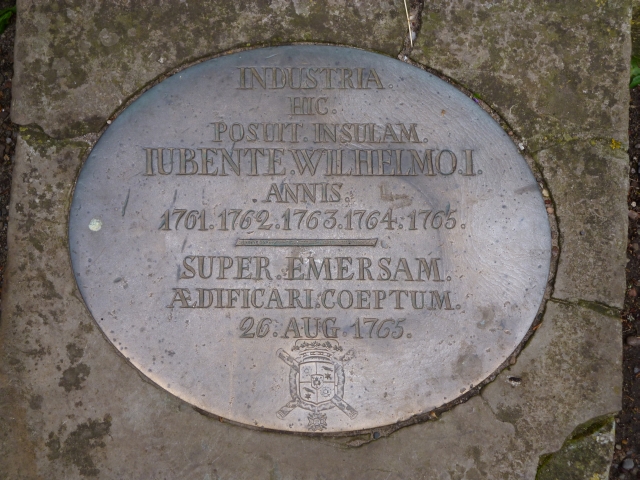 INDUSTRIA.
HIC.
POSUIT. INSULAM.
IUBENTE. WILHELMO. I.
. ANNIS.
1761. 1762. 1763. 1764. 1765.
SUPER. EMERSAM.
ÆDIFICARI. COEPTUM.
26. AUG 1765.